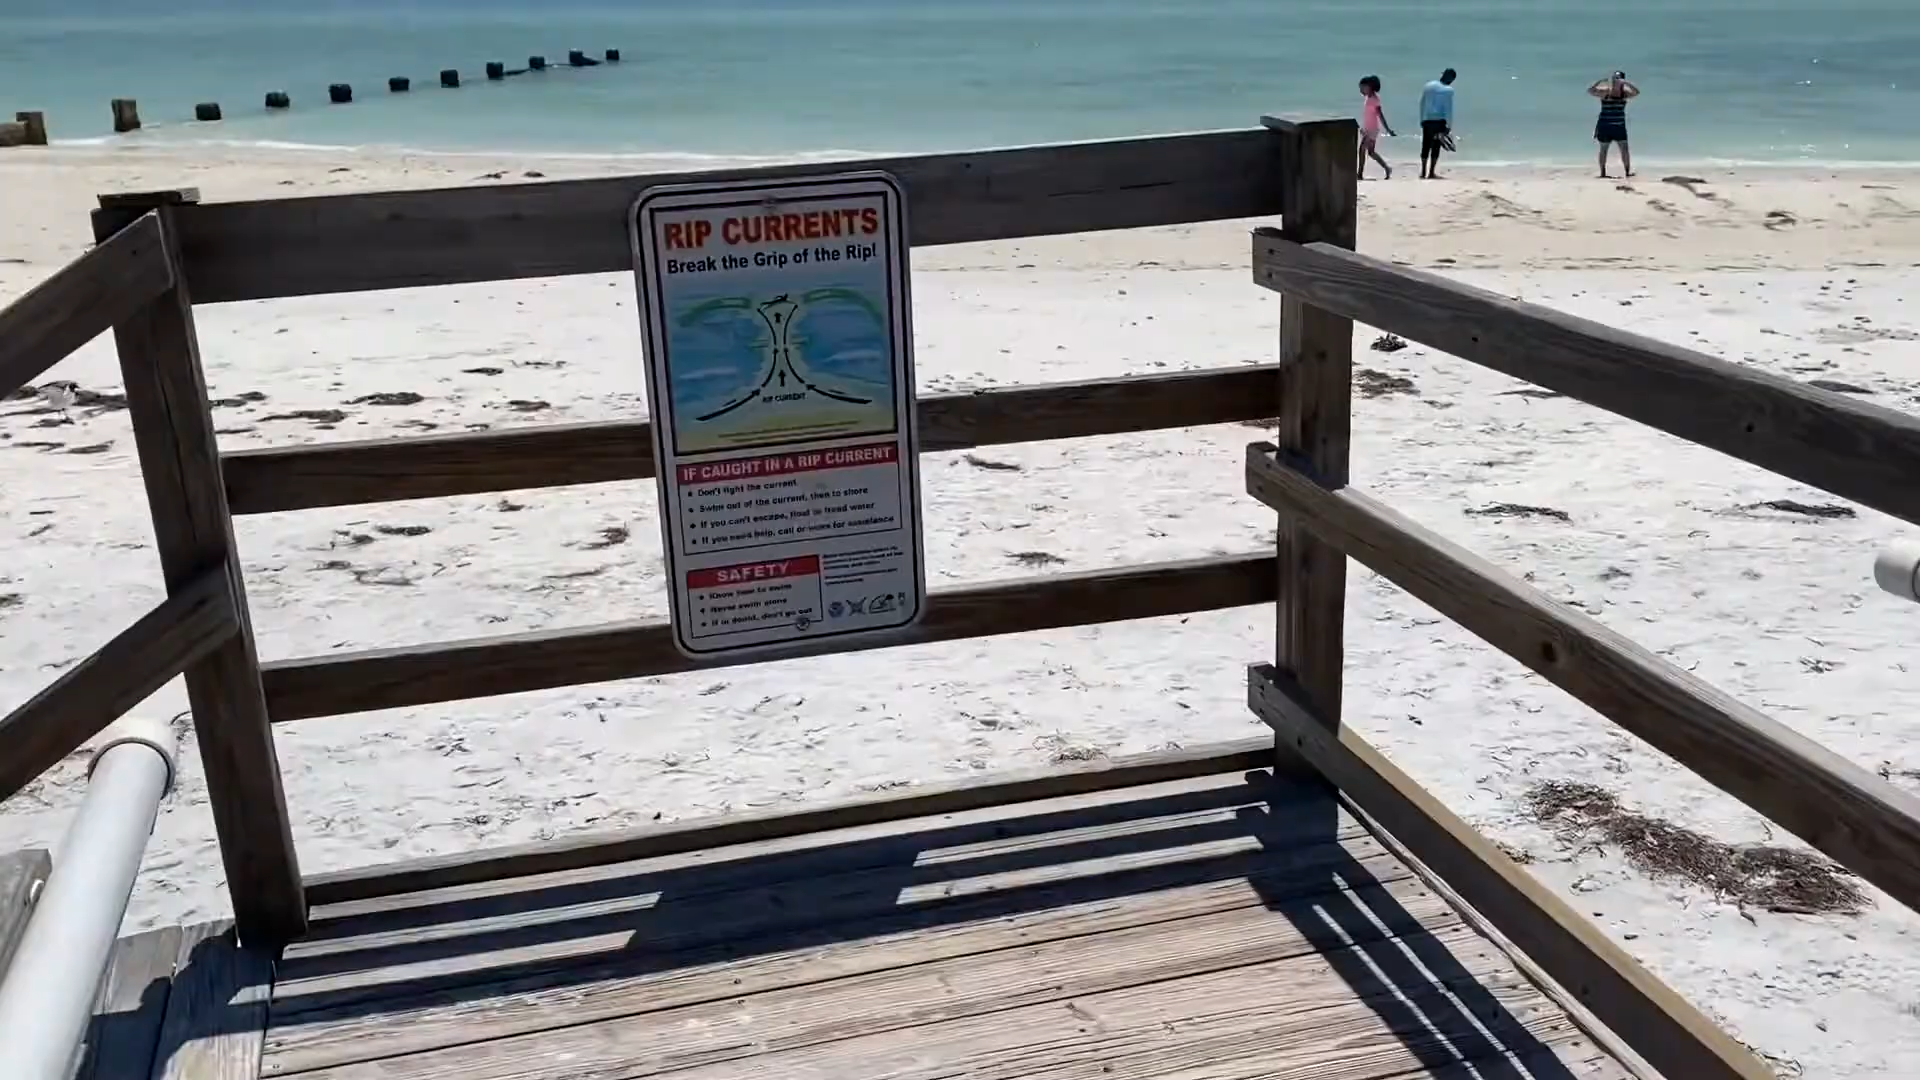 RIP CURRENTS
Break the Grip of the Rip!
RIP CURRENT
IF CAUGHT IN A RIP CURRENT
• Don't fight the current
• Swim out of the current, then to shore
• If you can't escape, float or tread water
• If you need help, call or wave for assistance
SAFETY
• Know how to swim
• Never swim alone
• If in doubt, don't go out